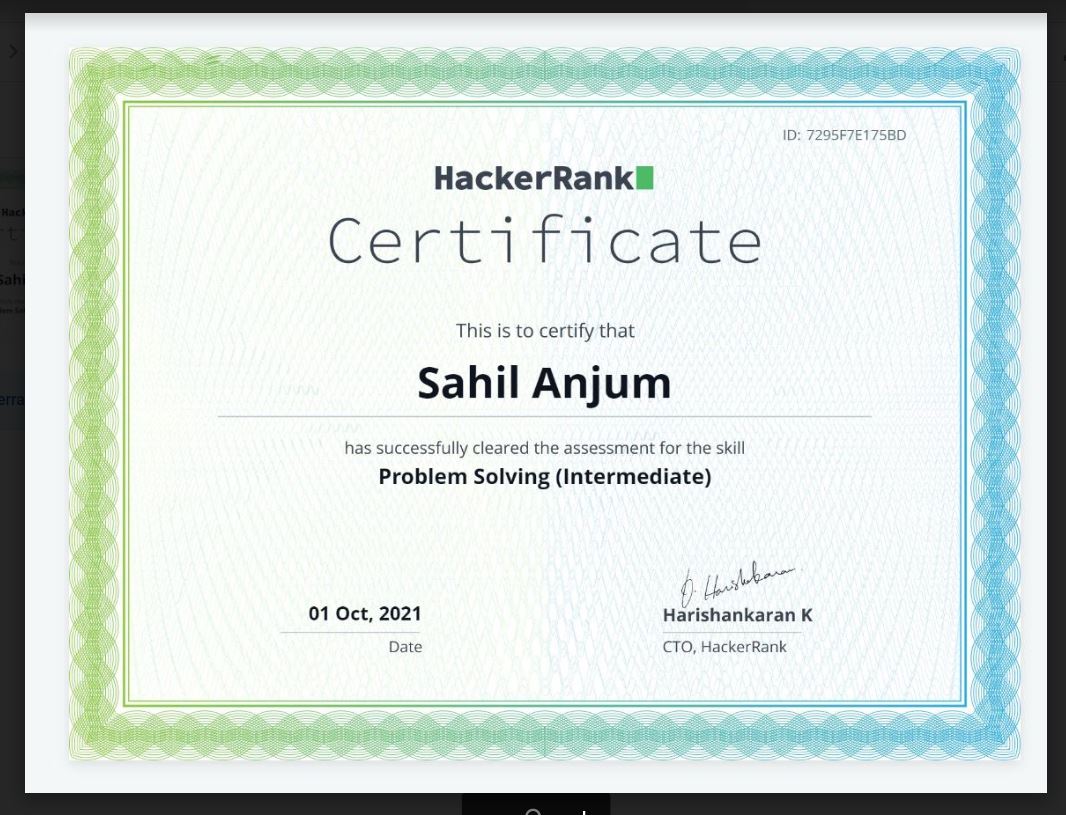 ID: 7295F7E175BD
HackerRank
Certificate
This is to certify that
Sahil Anjum
has successfully cleared the assessment for the skill
Problem Solving (Intermediate)
01 Oct, 2021
Date
Harishankaran K
CTO, HackerRank